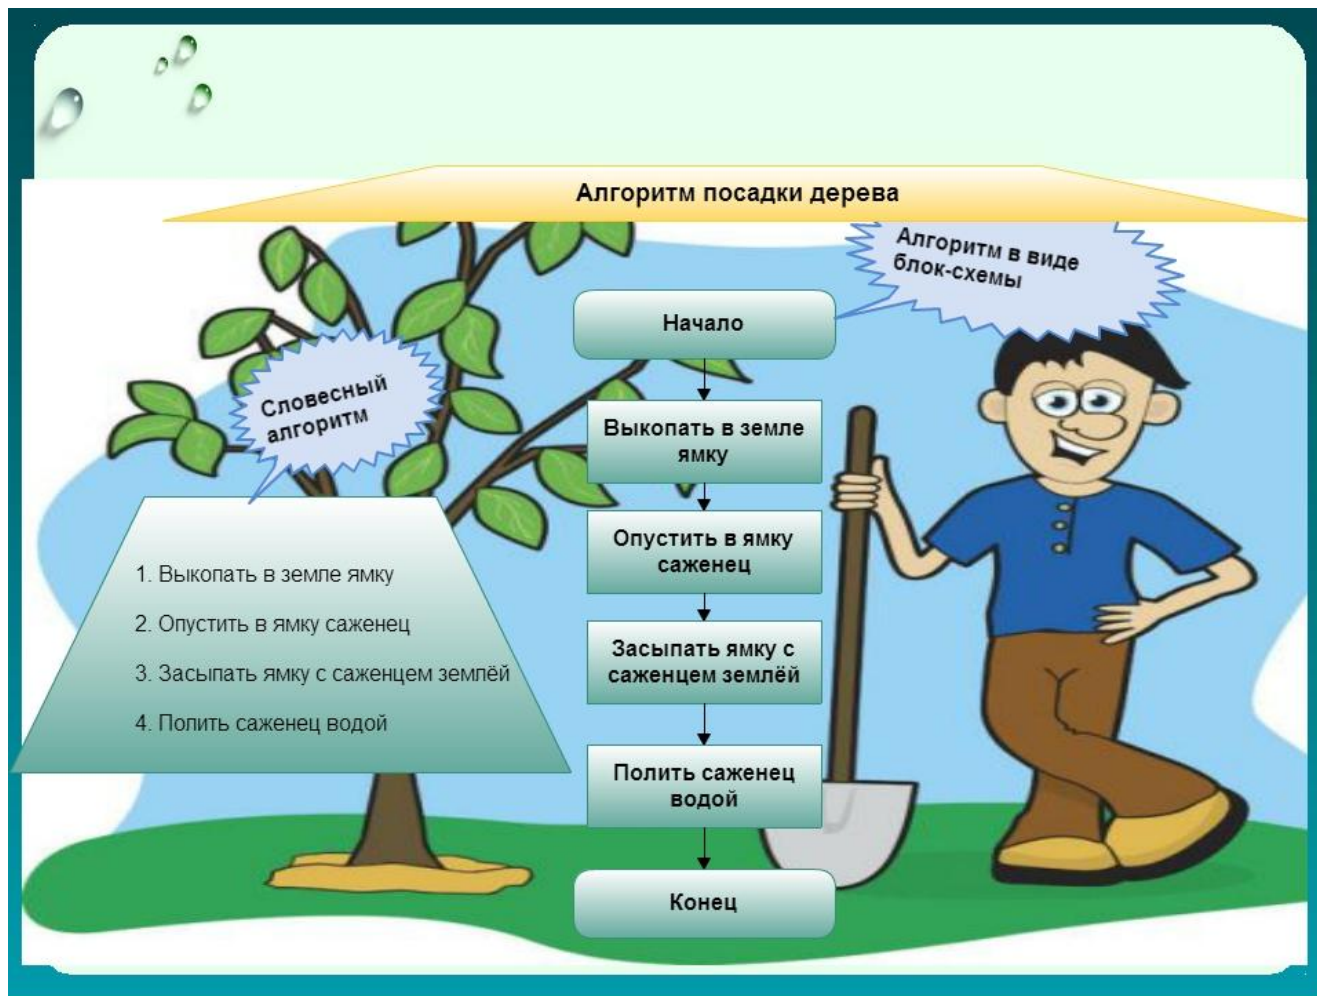 Алгоритм посадки дерева
Алгоритм в виде
блок-схемы
Словесный
алгоритм
1. Выкопать в земле ямку
2. Опустить в ямку саженец
3. Засыпать ямку с саженцем землёй
4. Полить саженец водой
Начало
Выкопать в земле
ямку
Опустить в ямку
саженец
Засыпать ямку с
саженцем землёй
Полить саженец
водой
Конец